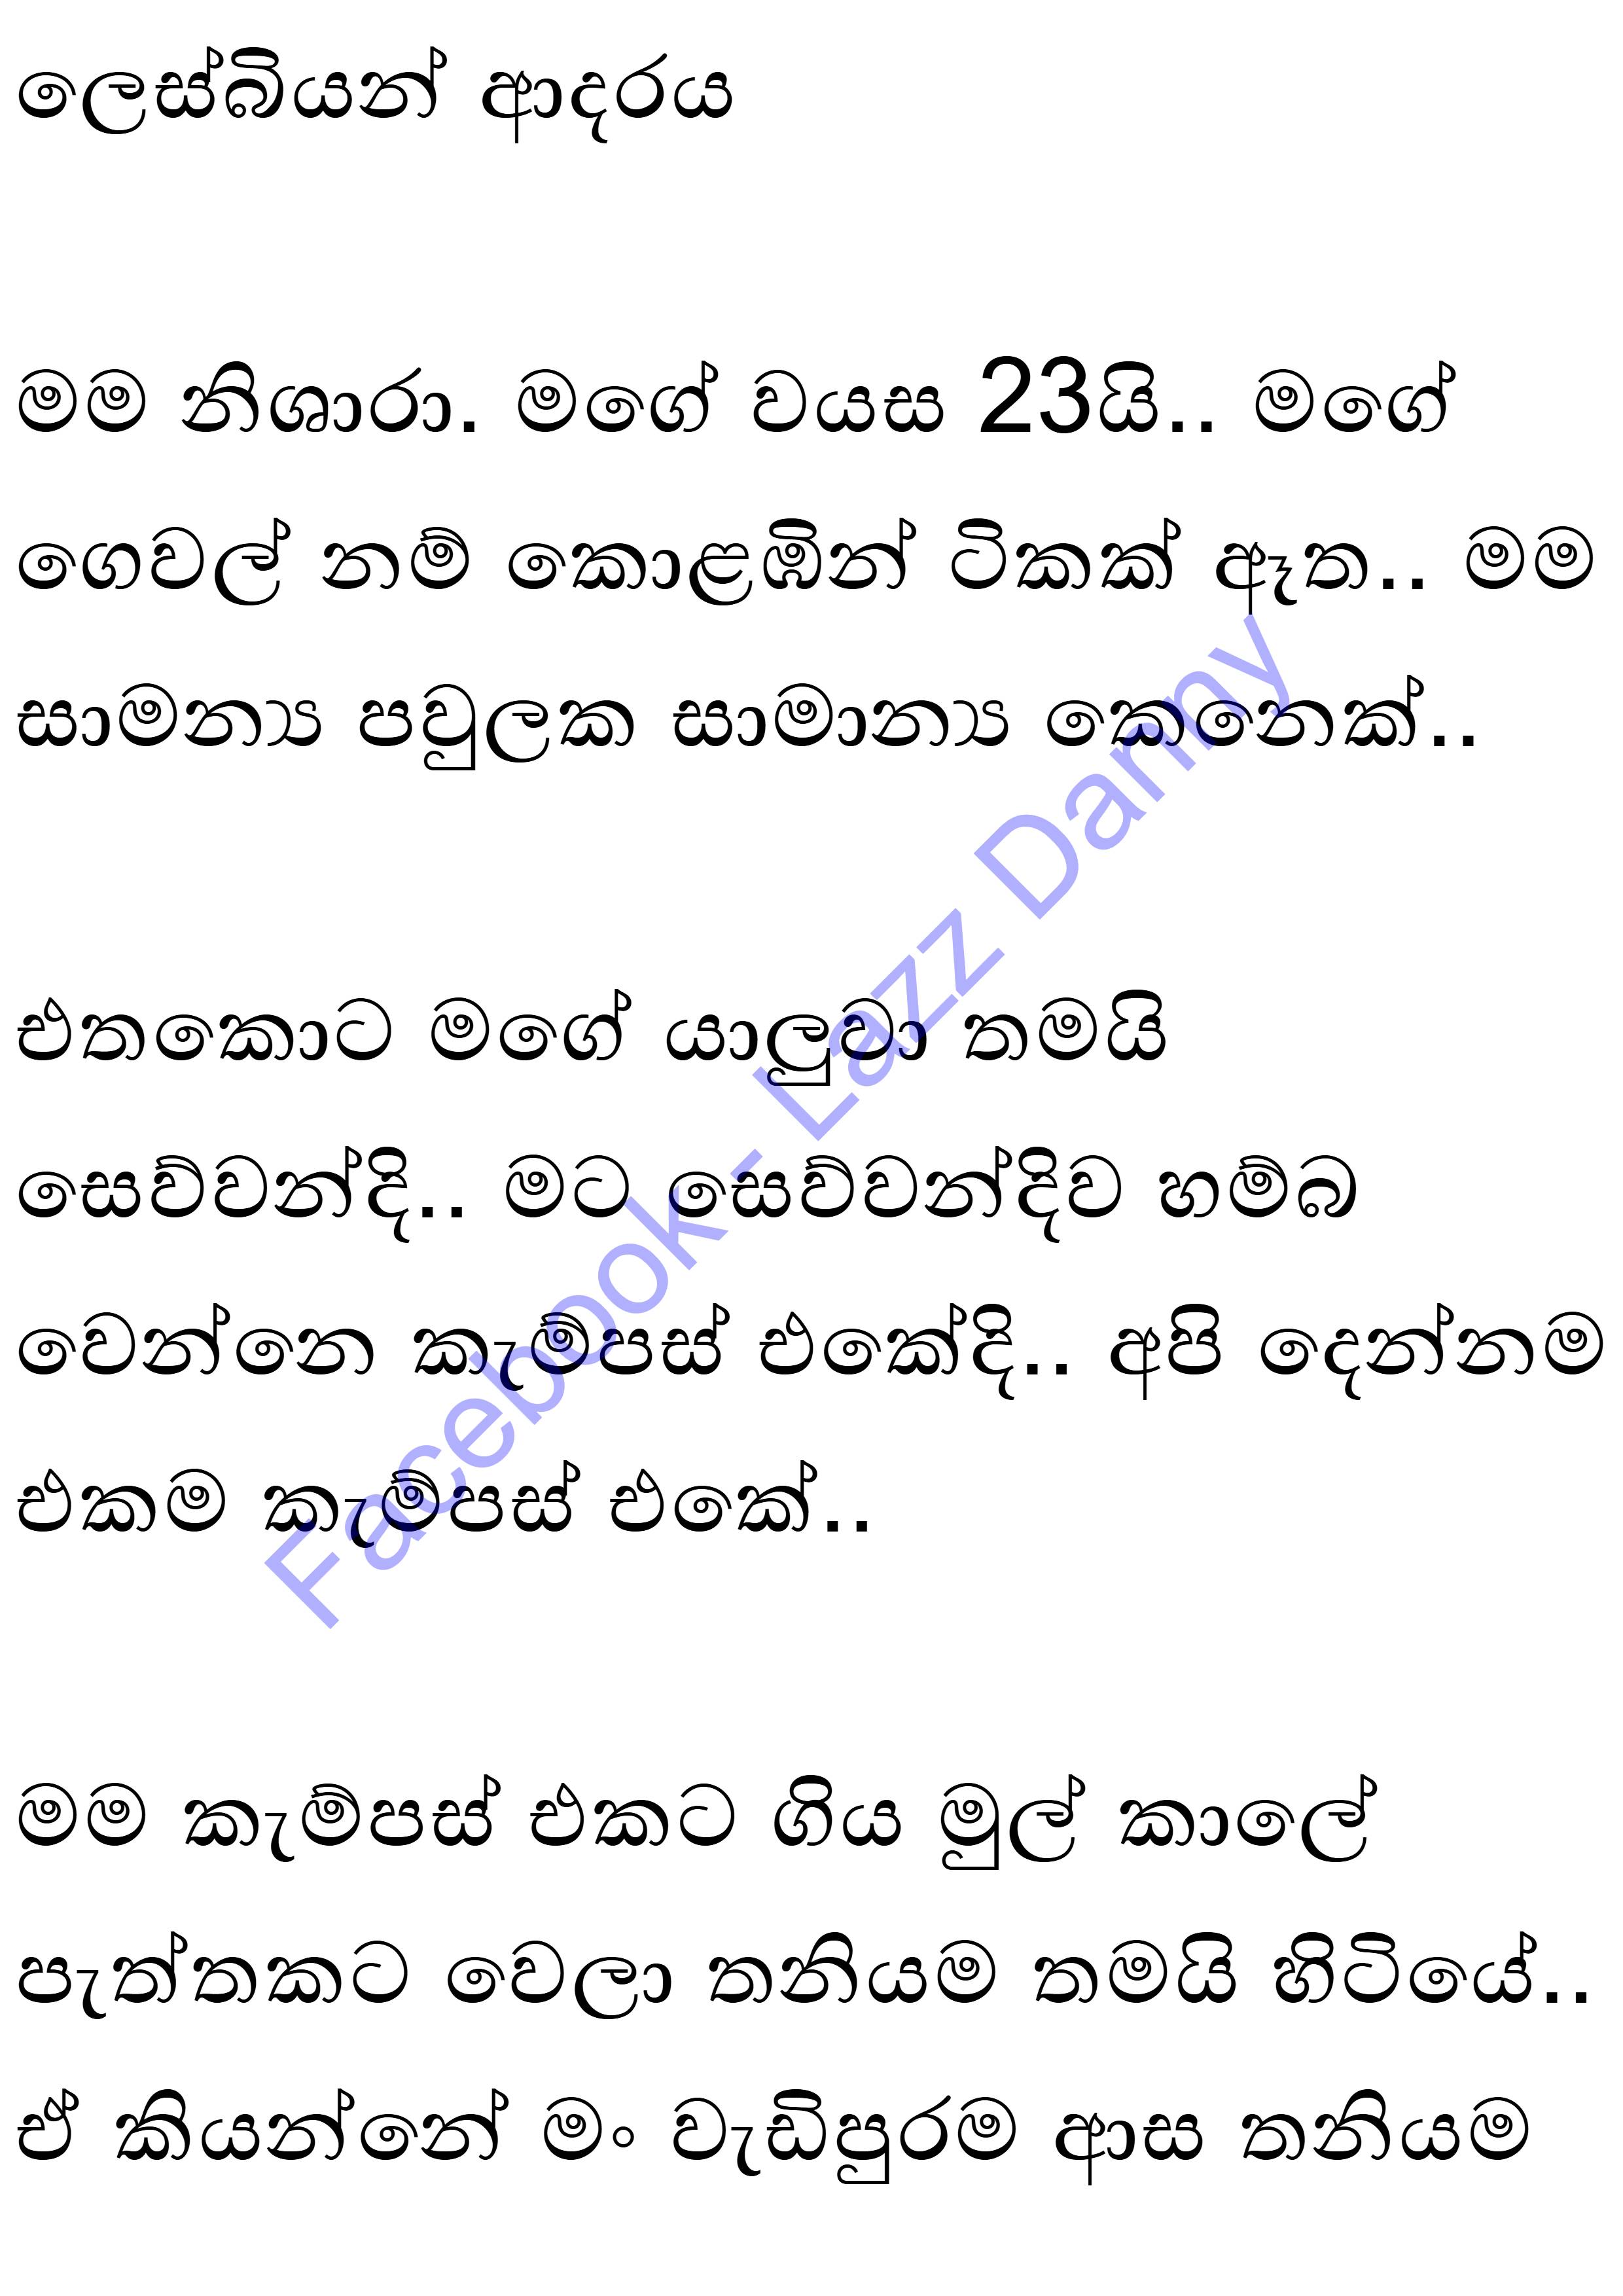 ලෙස්බියන් ආදරය
මම නිශාරා. මගේ වයස 23යි.. මගේ
ගෙවල් නම් කොළඹින් ටිකක් ඈත.. මම
සාමන්‍ය පවුලක සාමාන්‍ය කෙනෙක්..
එතකොට මගේ යාලුවා තමයි
සෙව්වන්දි.. මට සෙව්වන්දිව හම්බ
වෙන්නෙ කැම්පස් එකේදි.. අපි දෙන්නම
එකම කැම්පස් එකේ..
මම කැම්පස් එකට ගිය මුල් කාලේ
පැත්තකට වෙලා තනියම තමයි හිටියේ..
ඒ කියන්නේ මං වැඩිපුරම ආස තනියම
Facebook - Lazz Danny